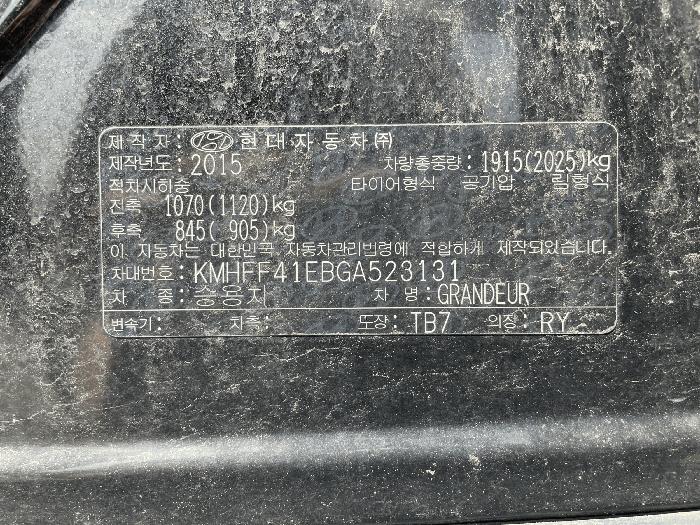 제작자: HYUNDAI 현대자동차㈜
제작년도: 2015 차량총중량: 1915(2025)kg
적차시하중 타이어형식 공기압 림형식
전축 1070(1120)kg
후축 845( 905)kg
이 자동차는 대한민국 자동차관리법령에 적합하게 제작되었습니다.
차대번호: KMHFF41EBGA523131
차 종: 승용차 차 명: GRANDEUR
변속기: 차축: 도장: TB7 의장: RY